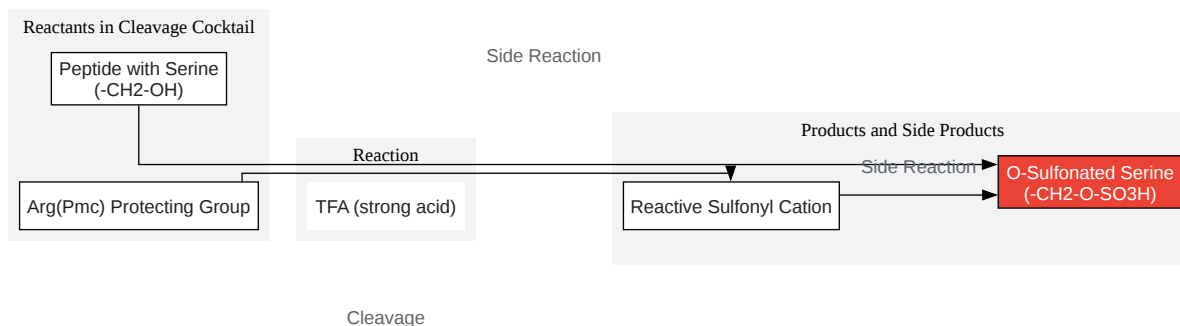 Reactants in Cleavage Cocktail
Peptide with Serine
(-CH2-OH)
Side Reaction
Products and Side Products
Reaction
Side Reaction
O-Sulfonated Serine
(-CH2-O-SO3H)
Arg(Pmc) Protecting Group
TFA (strong acid)
Reactive Sulfonyl Cation
Cleavage